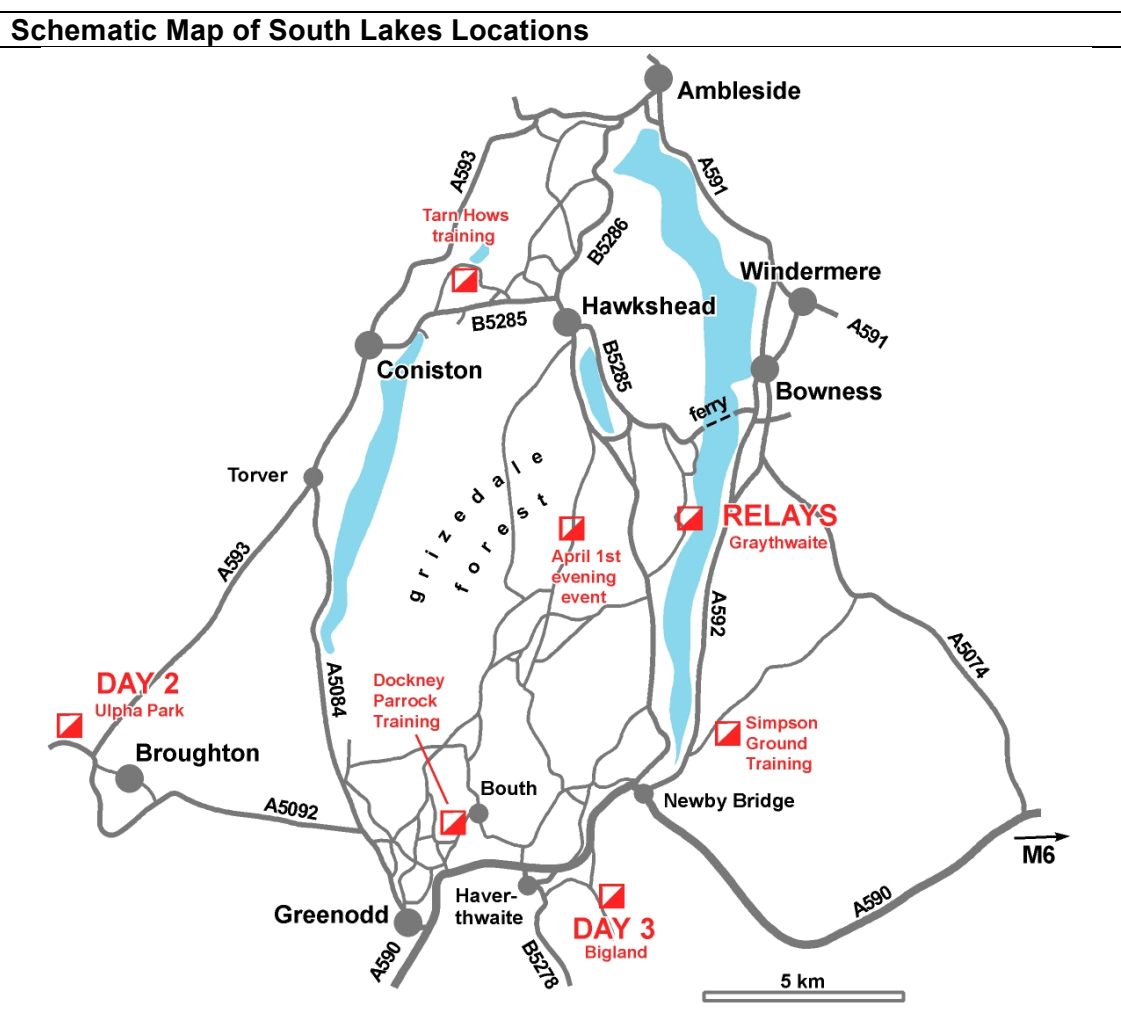 Schematic Map of South Lakes Locations
Ambleside
A593
A591
Tarn Hows
training
B5286
Windermere
Hawkshead
A591
B5285
B5285
Coniston
Bowness
ferry
Torver
grizedale
forest
RELAYS
Graythwaite
April 1st
evening
event
A593
A592
A5074
DAY 2
Ulpha Park
A5084
Dockney
Parrock
Training
Simpson
Ground
Training
Broughton
Bouth
Newby Bridge
A5092
M6
Haver-
thwaite
Greenodd
A590
DAY 3
Bigland
A590
B5278
5 km